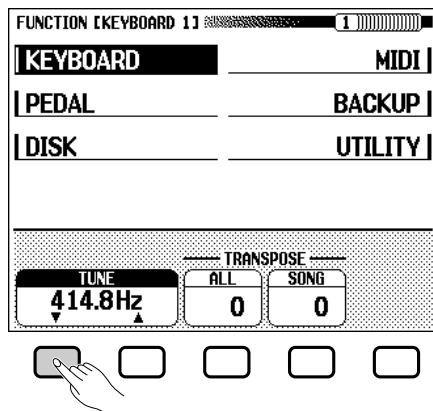 FUNCTION [KEYBOARD 1] 1
KEYBOARD MIDI
PEDAL BACKUP
DISK UTILITY
TRANSPOSE
TUNE ALL SONG
414.8Hz 0 0